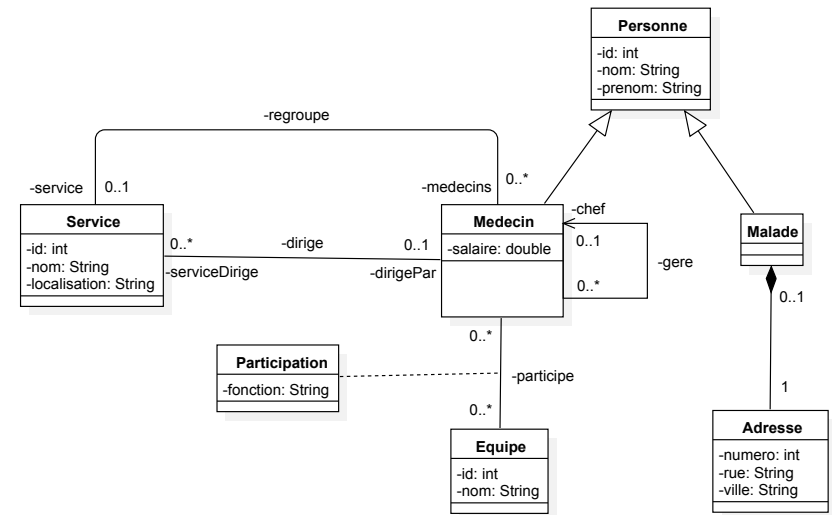 Personne
-id: int
-nom: String
-prenom: String
-regroupe
-service
0..1
-medecins
0..*
Service
-id: int
-nom: String
-localisation: String
0..*
-serviceDirige
-dirige
0..1
-dirigePar
Medecin
-salaire: double
-chef
0..1
-gere
0..*
Malade
0..1
1
0..*
Participation
-fonction: String
-participe
0..*
Equipe
-id: int
-nom: String
Adresse
-numero: int
-rue: String
-ville: String